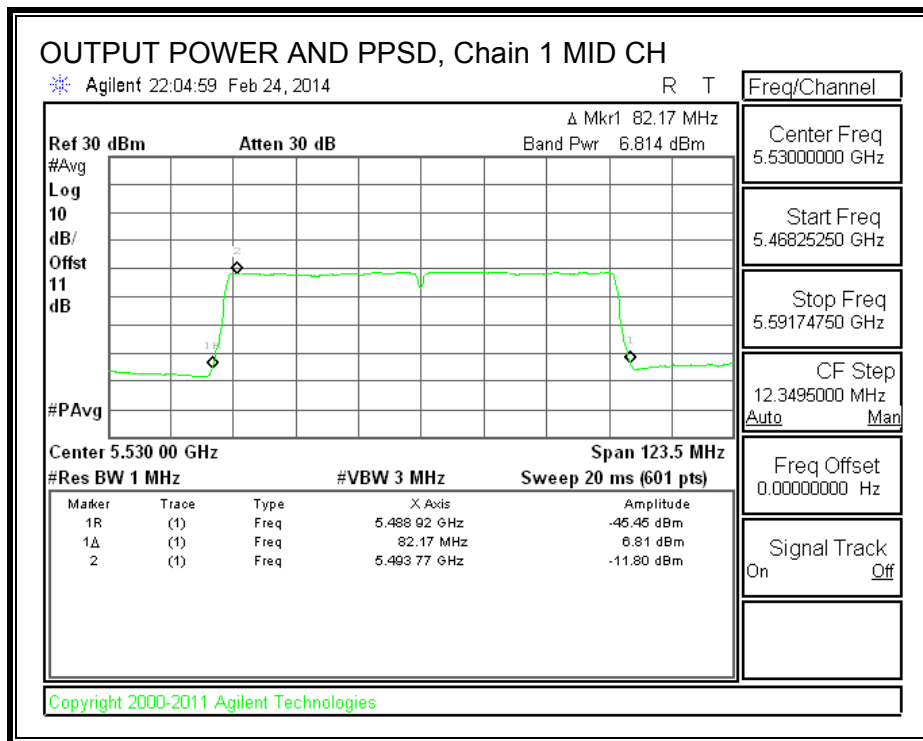 OUTPUT POWER AND PPSD, Chain 1 MID CH
Agilent 22:04:59 Feb 24, 2014 R T
Freq/Channel
Δ Mkr1 82.17 MHz
Ref 30 dBm Atten 30 dB Band Pwr 6.814 dBm
#Avg
Log
10
dB/
Offst
11
dB
#PAvg
2
1R
1
Center 5.530 00 GHz Span 123.5 MHz
#Res BW 1 MHz #VBW 3 MHz Sweep 20 ms (601 pts)
Marker Trace Type X Axis Amplitude
1R (1) Freq 5.488 92 GHz -45.45 dBm
1Δ (1) Freq 82.17 MHz 6.81 dBm
2 (1) Freq 5.493 77 GHz -11.80 dBm
Center Freq
5.53000000 GHz
Start Freq
5.46825250 GHz
Stop Freq
5.59174750 GHz
CF Step
12.3495000 MHz
Auto Man
Freq Offset
0.00000000 Hz
Signal Track
On Off
Copyright 2000-2011 Agilent Technologies